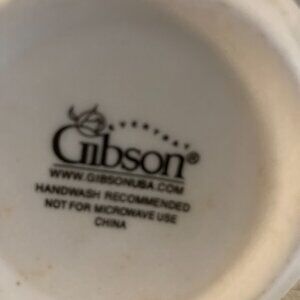 EVERYDAY
Gibson®
WWW.GIBSONUSA.COM
HANDWASH RECOMMENDED
NOT FOR MICROWAVE USE
CHINA